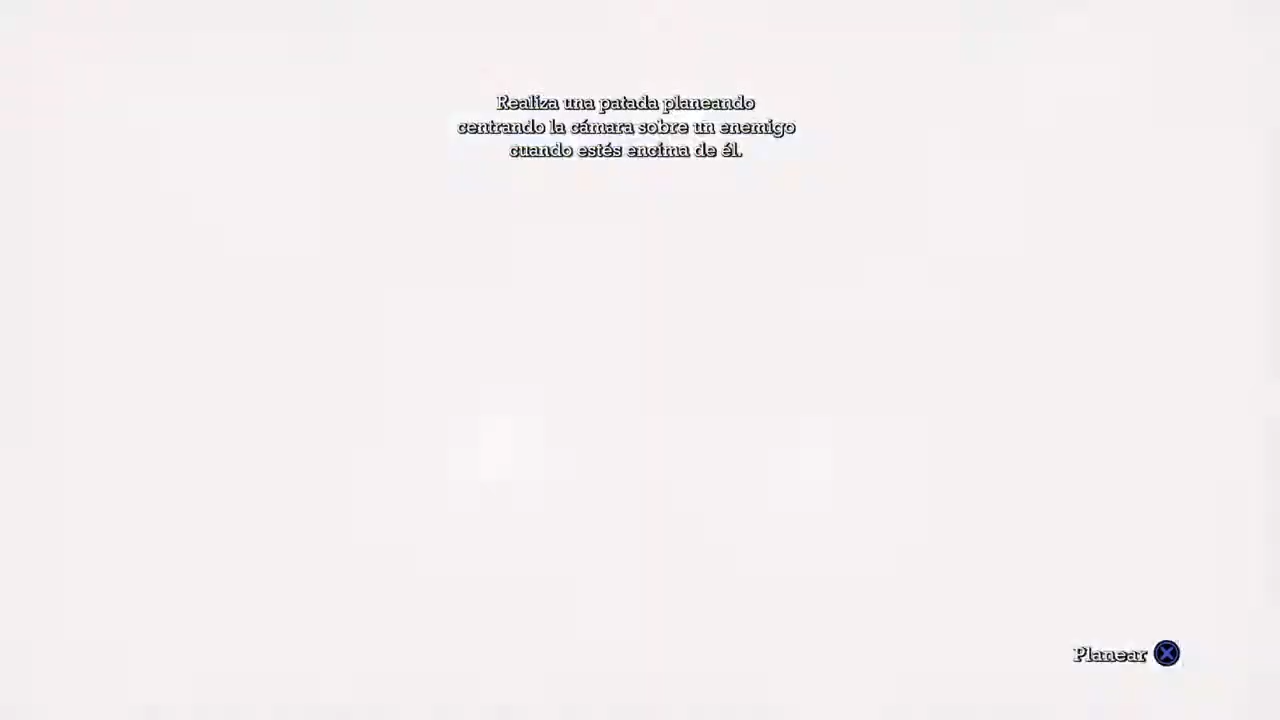 Realiza una patada planeando
centrando la cámara sobre un enemigo
cuando estés encima de él.
Planear